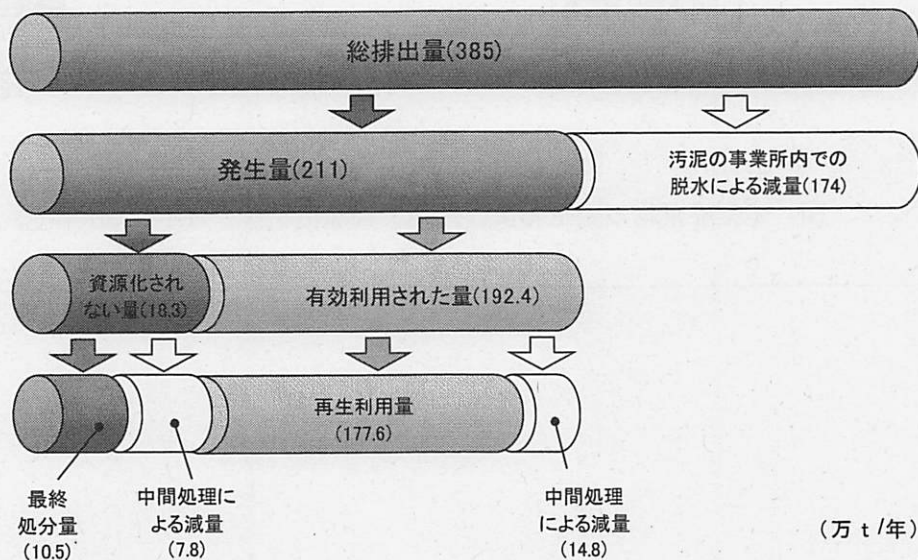 総排出量(385)
発生量(211)
汚泥の事業所内での
脱水による減量(174)
資源化され
ない量(18.3)
有効利用された量(192.4)
再生利用量
(177.6)
最終
処分量
(10.5)
中間処理に
よる減量
(7.8)
中間処理
による減量
(14.8)
(万ｔ/年)